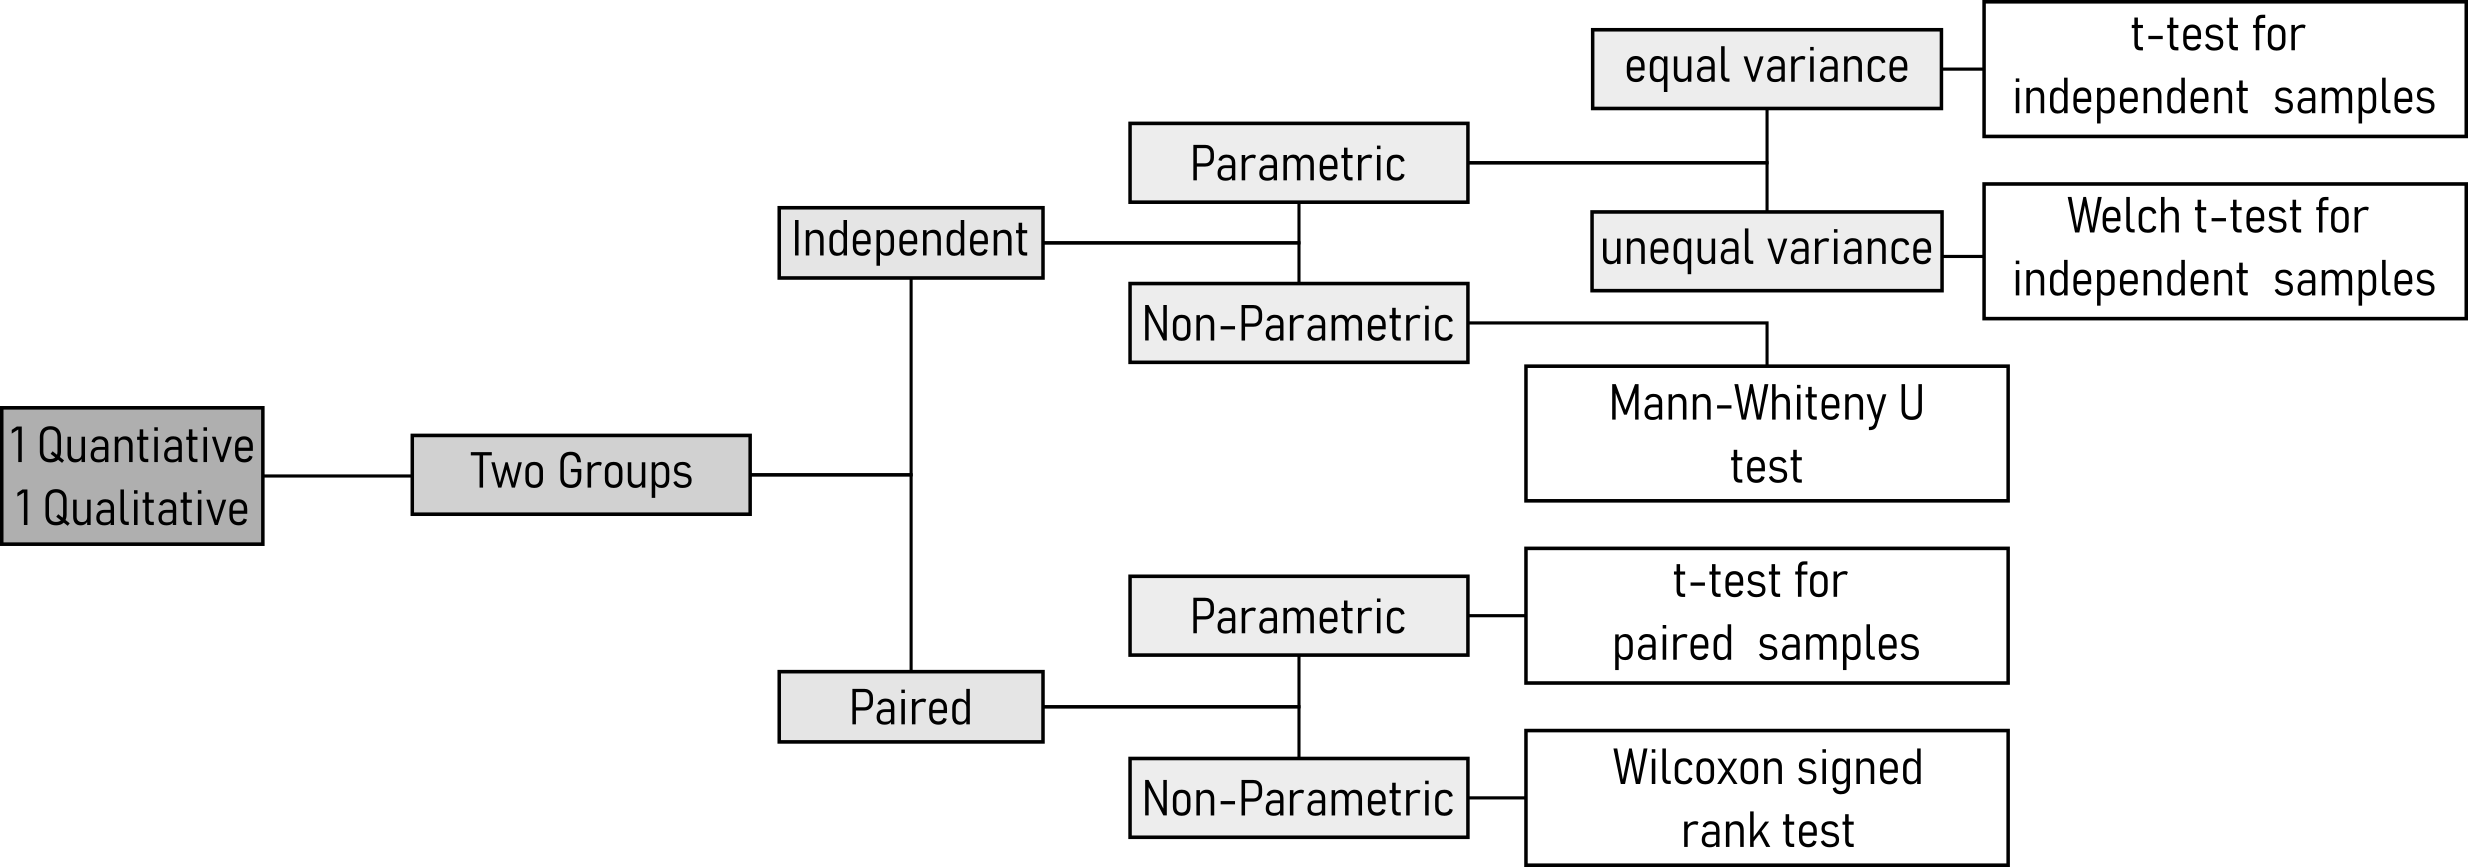 1 Quantiative
1 Qualitative
Two Groups
Independent
Parametric
equal variance
t-test for
independent samples
unequal variance
Welch t-test for
independent samples
Non-Parametric
Mann-Whiteny U
test
Paired
Parametric
t-test for
paired samples
Non-Parametric
Wilcoxon signed
rank test